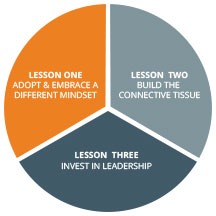 LESSON ONE
ADOPT & EMBRACE A
DIFFERENT MINDSET
LESSON TWO
BUILD THE
CONNECTIVE TISSUE
LESSON THREE
INVEST IN LEADERSHIP